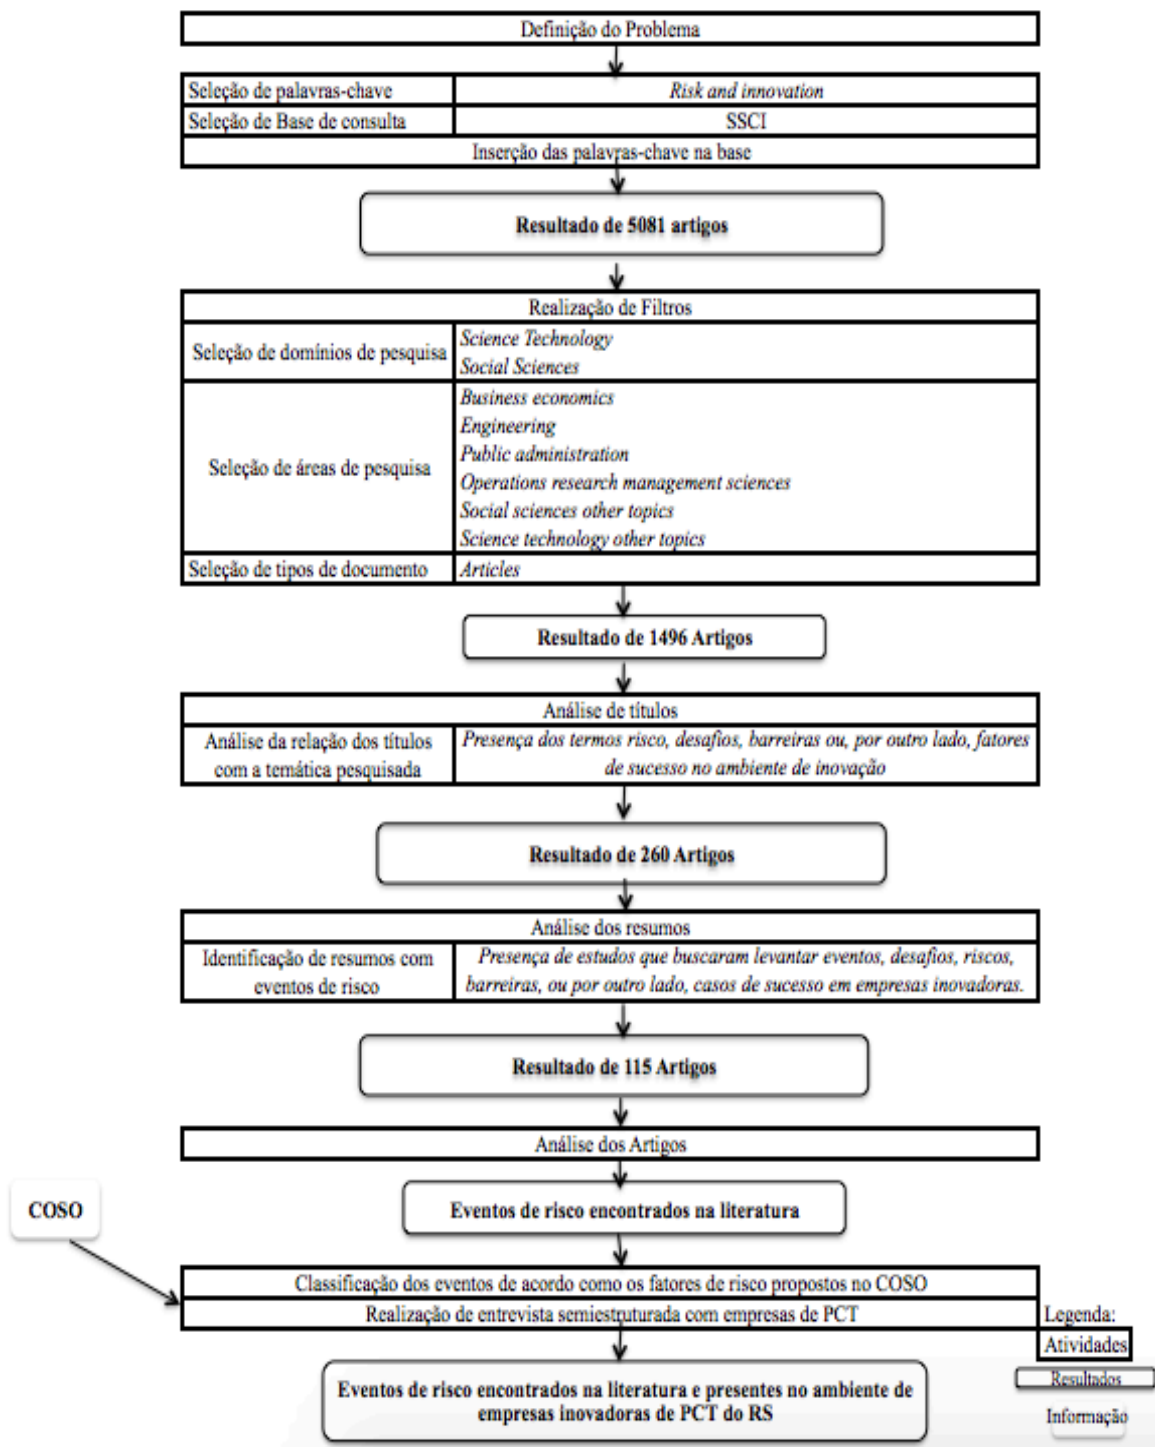 Definição do Problema
Seleção de palavras-chave
Risk and innovation
Seleção de Base de consulta
SSCI
Inserção das palavras-chave na base
Resultado de 5081 artigos
Realização de Filtros
Seleção de domínios de pesquisa
Science Technology
Social Sciences
Seleção de áreas de pesquisa
Business economics
Engineering
Public administration
Operations research management sciences
Social sciences other topics
Science technology other topics
Seleção de tipos de documento
Articles
Resultado de 1496 Artigos
Análise de títulos
Análise da relação dos títulos
com a temática pesquisada
Presença dos termos risco, desafios, barreiras ou, por outro lado, fatores
de sucesso no ambiente de inovação
Resultado de 260 Artigos
Análise dos resumos
Identificação de resumos com
eventos de risco
Presença de estudos que buscaram levantar eventos, desafios, riscos,
barreiras, ou por outro lado, casos de sucesso em empresas inovadoras.
Resultado de 115 Artigos
Análise dos Artigos
Eventos de risco encontrados na literatura
COSO
Classificação dos eventos de acordo como os fatores de risco propostos no COSO
Realização de entrevista semiestruturada com empresas de PCT
Eventos de risco encontrados na literatura e presentes no ambiente de
empresas inovadoras de PCT do RS
Legenda:
Atividades
Resultados
Informação